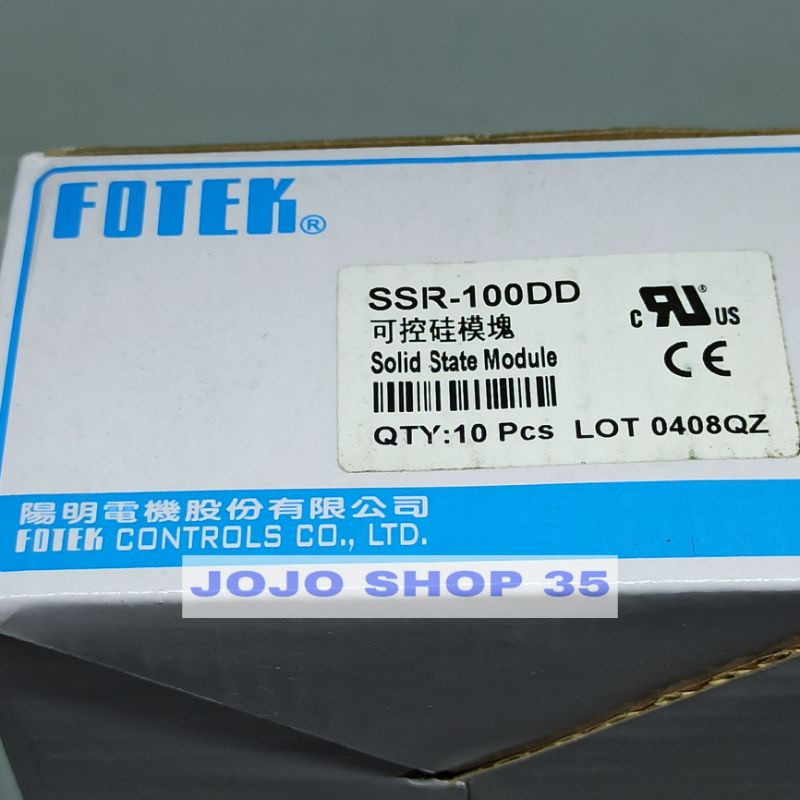 FOTEK®
SSR-100DD
可控硅模塊
Solid State Module
QTY:10 Pcs LOT 0408QZ
C RU US
CE
陽明電機股份有限公司
FOTEK CONTROLS CO., LTD.
JOJO SHOP 35